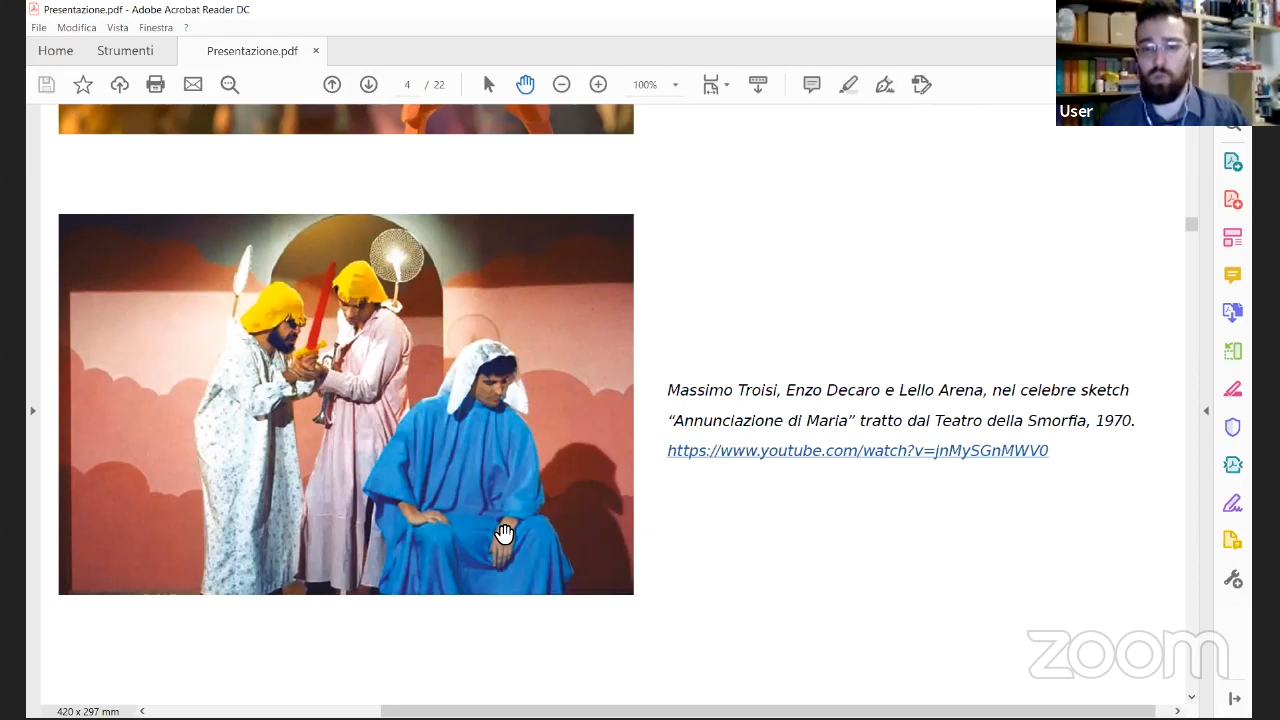 Presentazione.pdf - Adobe Acrobat Reader DC
File Modifica Vista Finestra ?
Home Strumenti Presentazione.pdf ×
4 / 22 100%
User
Massimo Troisi, Enzo Decaro e Lello Arena, nel celebre sketch
“Annunciazione di Maria” tratto dal Teatro della Smorfia, 1970.
https://www.youtube.com/watch?v=JnMySGnMWV0
zoom
420 x 297 mm